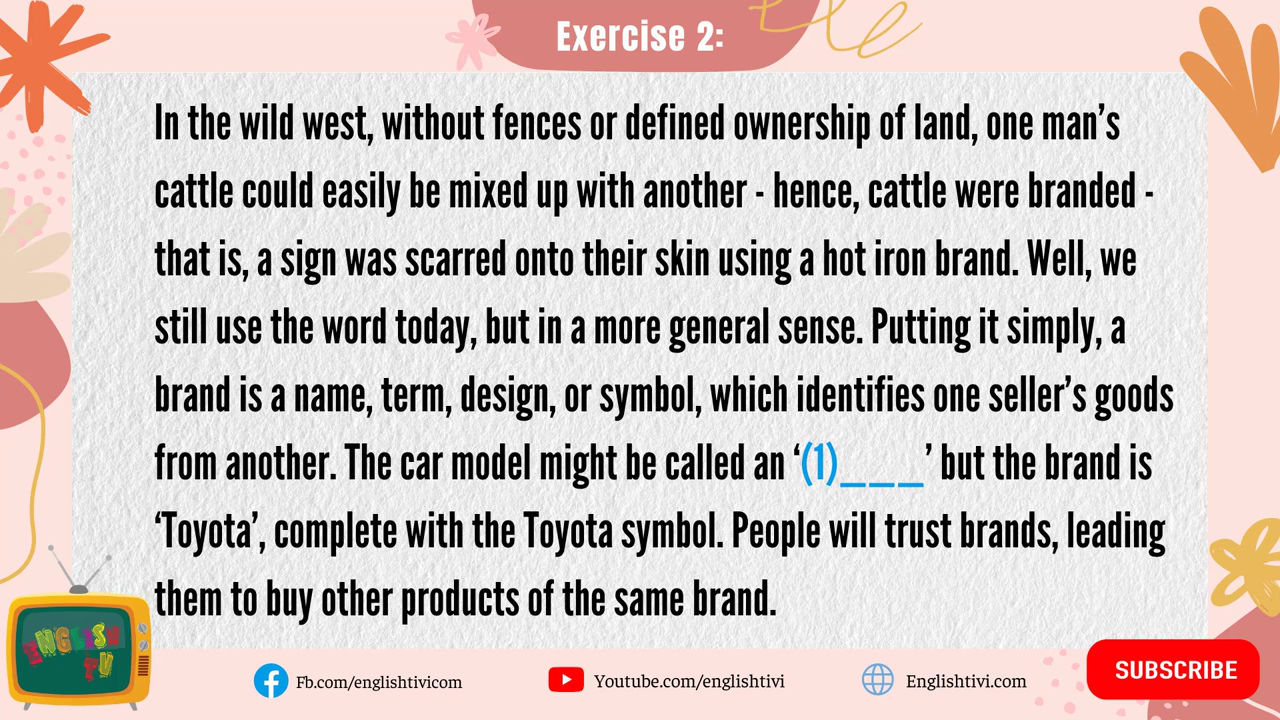 Exercise 2:
In the wild west, without fences or defined ownership of land, one man’s
cattle could easily be mixed up with another - hence, cattle were branded -
that is, a sign was scarred onto their skin using a hot iron brand. Well, we
still use the word today, but in a more general sense. Putting it simply, a
brand is a name, term, design, or symbol, which identifies one seller’s goods
from another. The car model might be called an ‘(1)___’ but the brand is
‘Toyota’, complete with the Toyota symbol. People will trust brands, leading
them to buy other products of the same brand.
ENGLISH
TV
Fb.com/englishtivicom
Youtube.com/englishtivi
Englishtivi.com
SUBSCRIBE